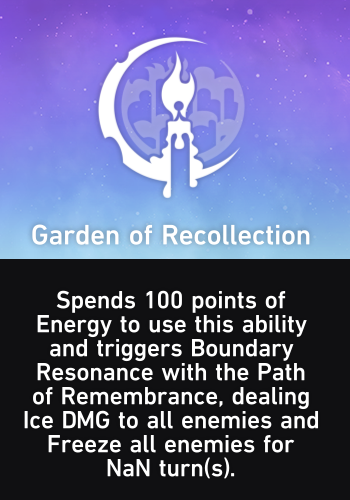 Garden of Recollection
Spends 100 points of
Energy to use this ability
and triggers Boundary
Resonance with the Path
of Remembrance, dealing
Ice DMG to all enemies and
Freeze all enemies for
NaN turn(s).